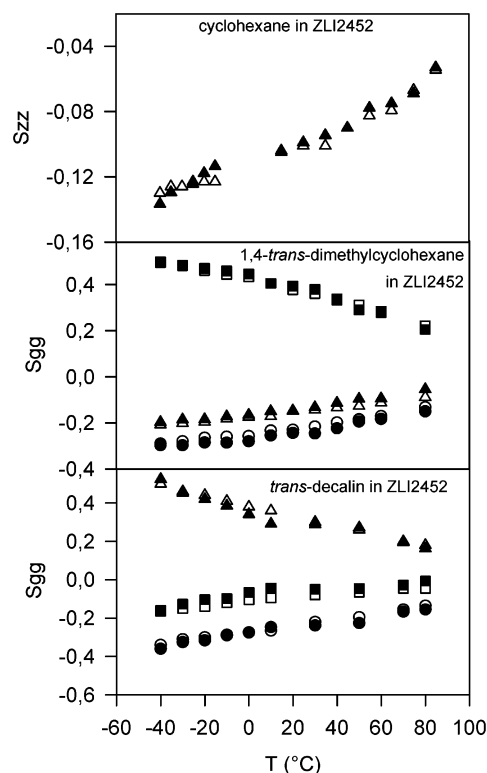 cyclohexane in ZLI2452
-0,04
-0,08
-0,12
-0,16
Szz
1,4-trans-dimethylcyclohexane
in ZLI2452
0,4
0,2
0,0
-0,2
-0,4
Sgg
trans-decalin in ZLI2452
0,4
0,2
0,0
-0,2
-0,4
-0,6
Sgg
-60 -40 -20 0 20 40 60 80 100
T (°C)